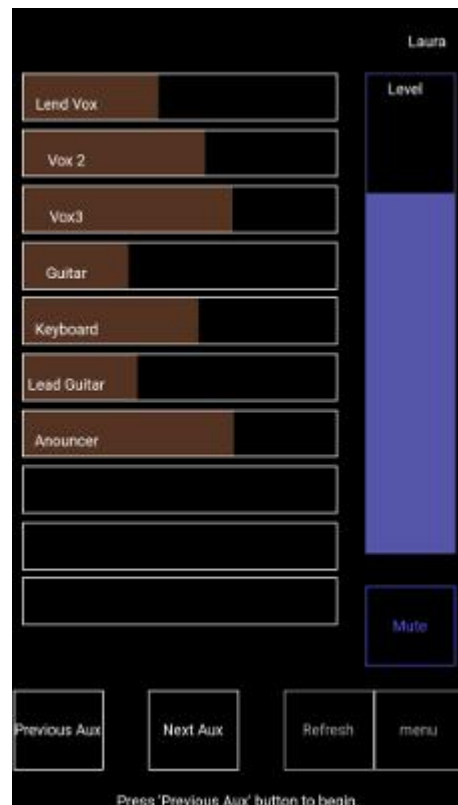 Laura
Level
Lend Vox
Vox 2
Vox3
Guitar
Keyboard
Lead Guitar
Anouncer
Mute
Previous Aux
Next Aux
Refresh
menu
Press 'Previous Aux' button to begin